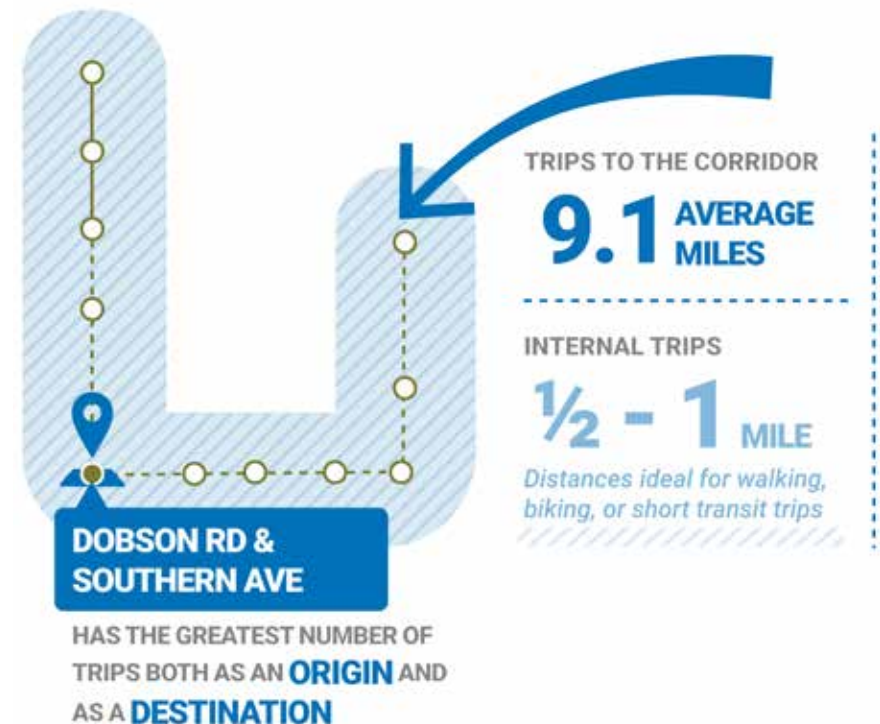 TRIPS TO THE CORRIDOR
9.1 AVERAGE
MILES
INTERNAL TRIPS
½ - 1 MILE
Distances ideal for walking,
biking, or short transit trips
DOBSON RD &
SOUTHERN AVE
HAS THE GREATEST NUMBER OF
TRIPS BOTH AS AN ORIGIN AND
AS A DESTINATION